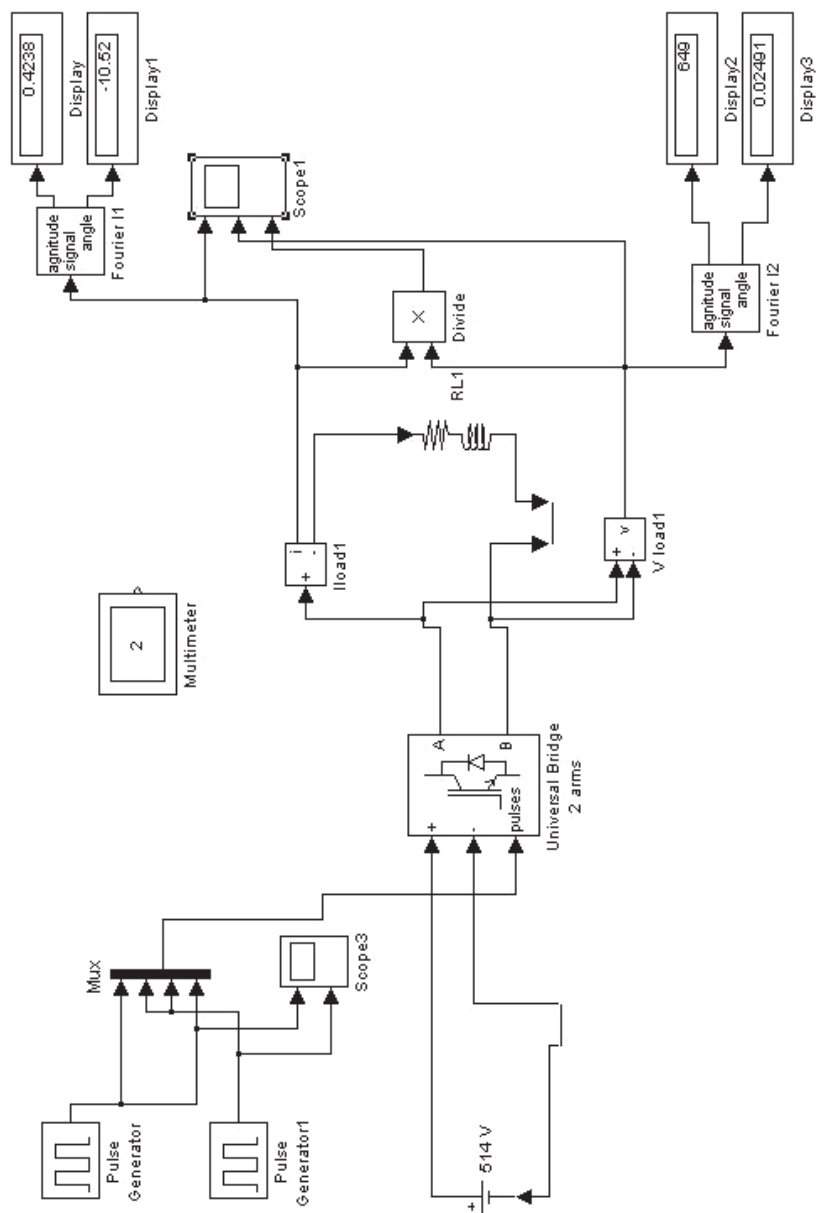 Pulse
Generator
Pulse
Generator1
Mux
Scope3
+
514 V
+
-
pulses
A
B
Universal Bridge
2 arms
2
Multimeter
+
i
-
Iload1
RL1
+
-
v
V load1
×
Divide
Scope1
agnitude
signal
angle
Fourier I1
0.4238
Display
-10.52
Display1
agnitude
signal
angle
Fourier I2
649
Display2
0.02491
Display3